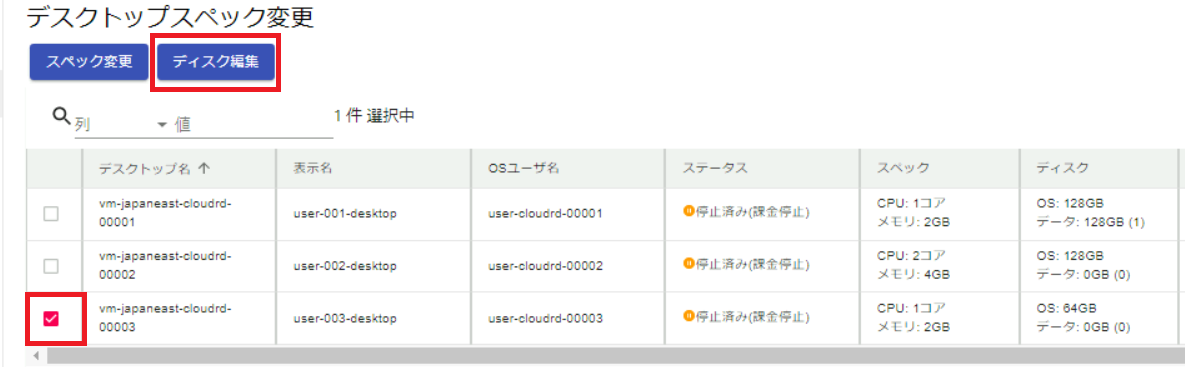 デスクトップスペック変更
スペック変更 ディスク編集
列 値 1 件 選択中
デスクトップ名 ↑ 表示名 OSユーザ名 ステータス スペック ディスク
vm-japaneast-cloudrd-00001 user-001-desktop user-cloudrd-00001 停止済み(課金停止) CPU: 1コア メモリ: 2GB OS: 128GB データ: 128GB (1)
vm-japaneast-cloudrd-00002 user-002-desktop user-cloudrd-00002 停止済み(課金停止) CPU: 2コア メモリ: 4GB OS: 128GB データ: 0GB (0)
vm-japaneast-cloudrd-00003 user-003-desktop user-cloudrd-00003 停止済み(課金停止) CPU: 1コア メモリ: 2GB OS: 64GB データ: 0GB (0)